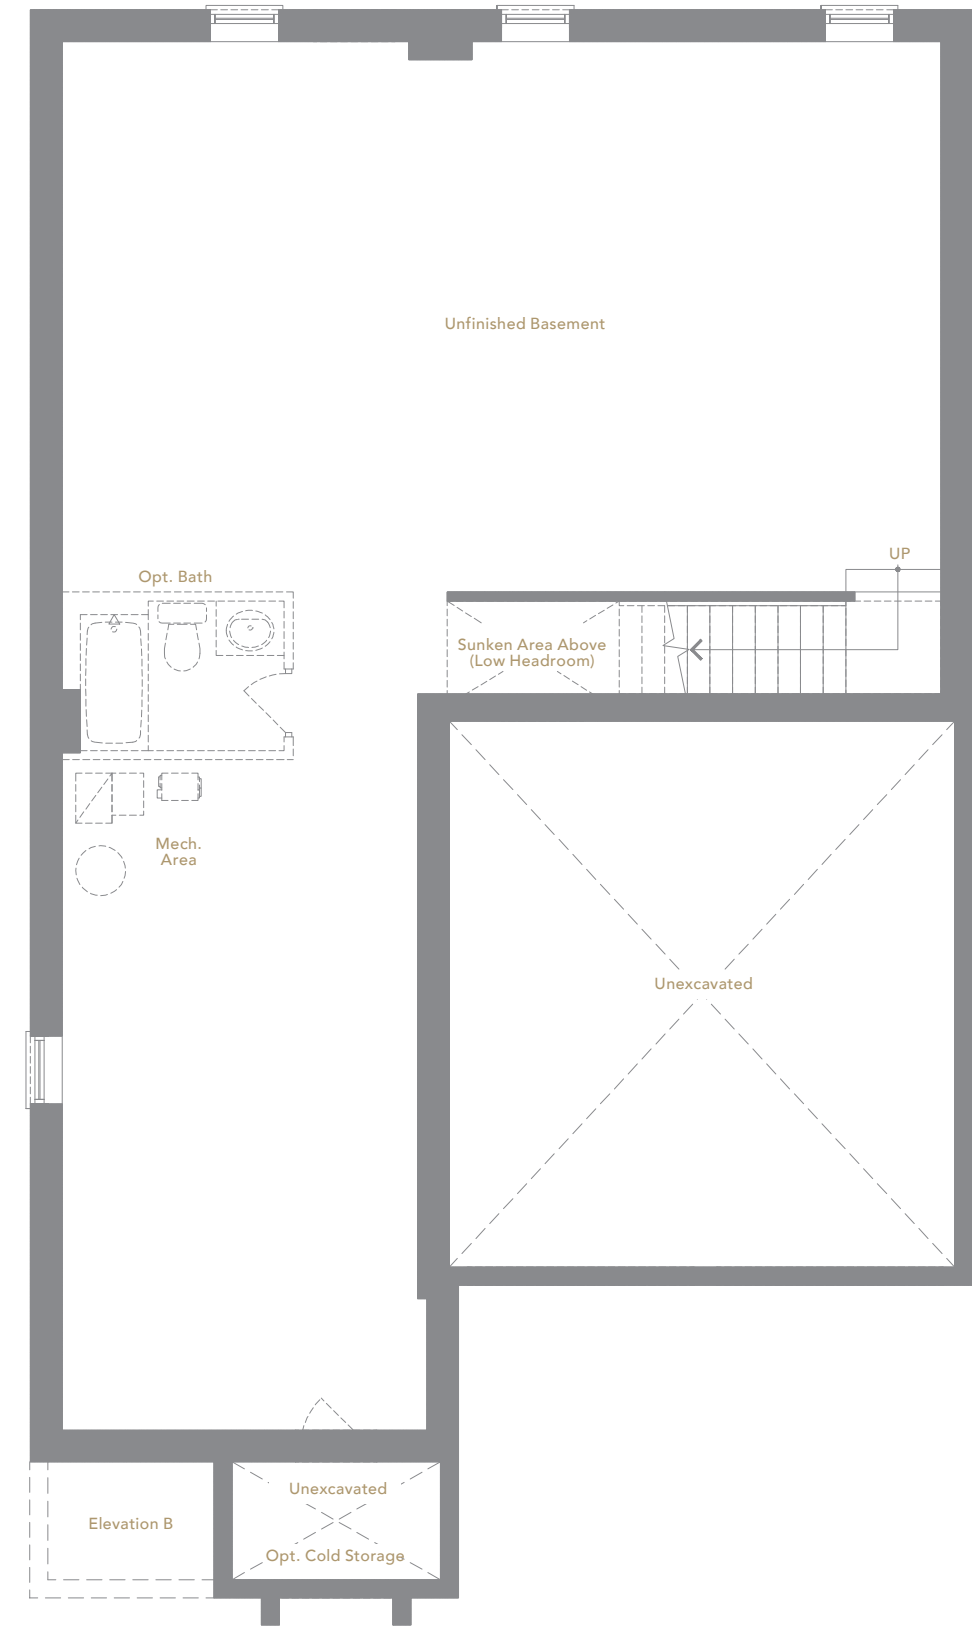 Unfinished Basement
UP
Opt. Bath
Sunken Area Above
(Low Headroom)
Mech.
Area
Unexcavated
Unexcavated
Elevation B
Opt. Cold Storage